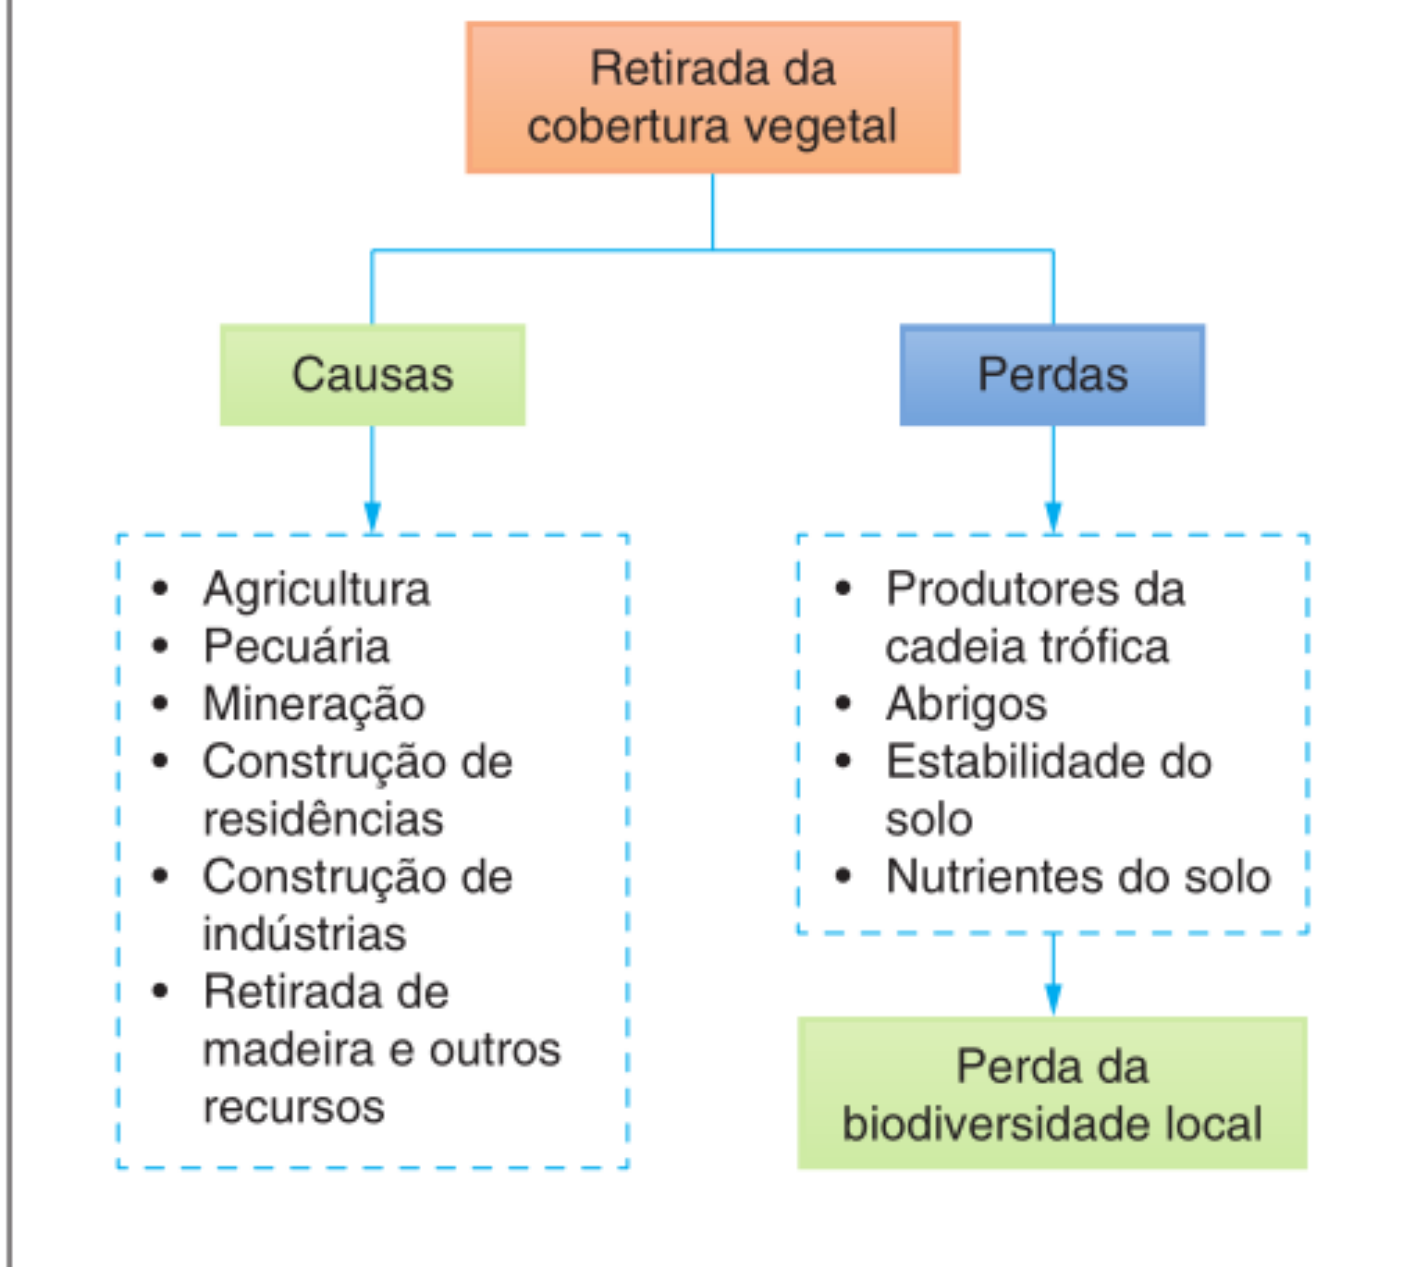 Retirada da
cobertura vegetal
Causas
Perdas
• Agricultura
• Pecuária
• Mineração
• Construção de
residências
• Construção de
indústrias
• Retirada de
madeira e outros
recursos
• Produtores da
cadeia trófica
• Abrigos
• Estabilidade do
solo
• Nutrientes do solo
Perda da
biodiversidade local